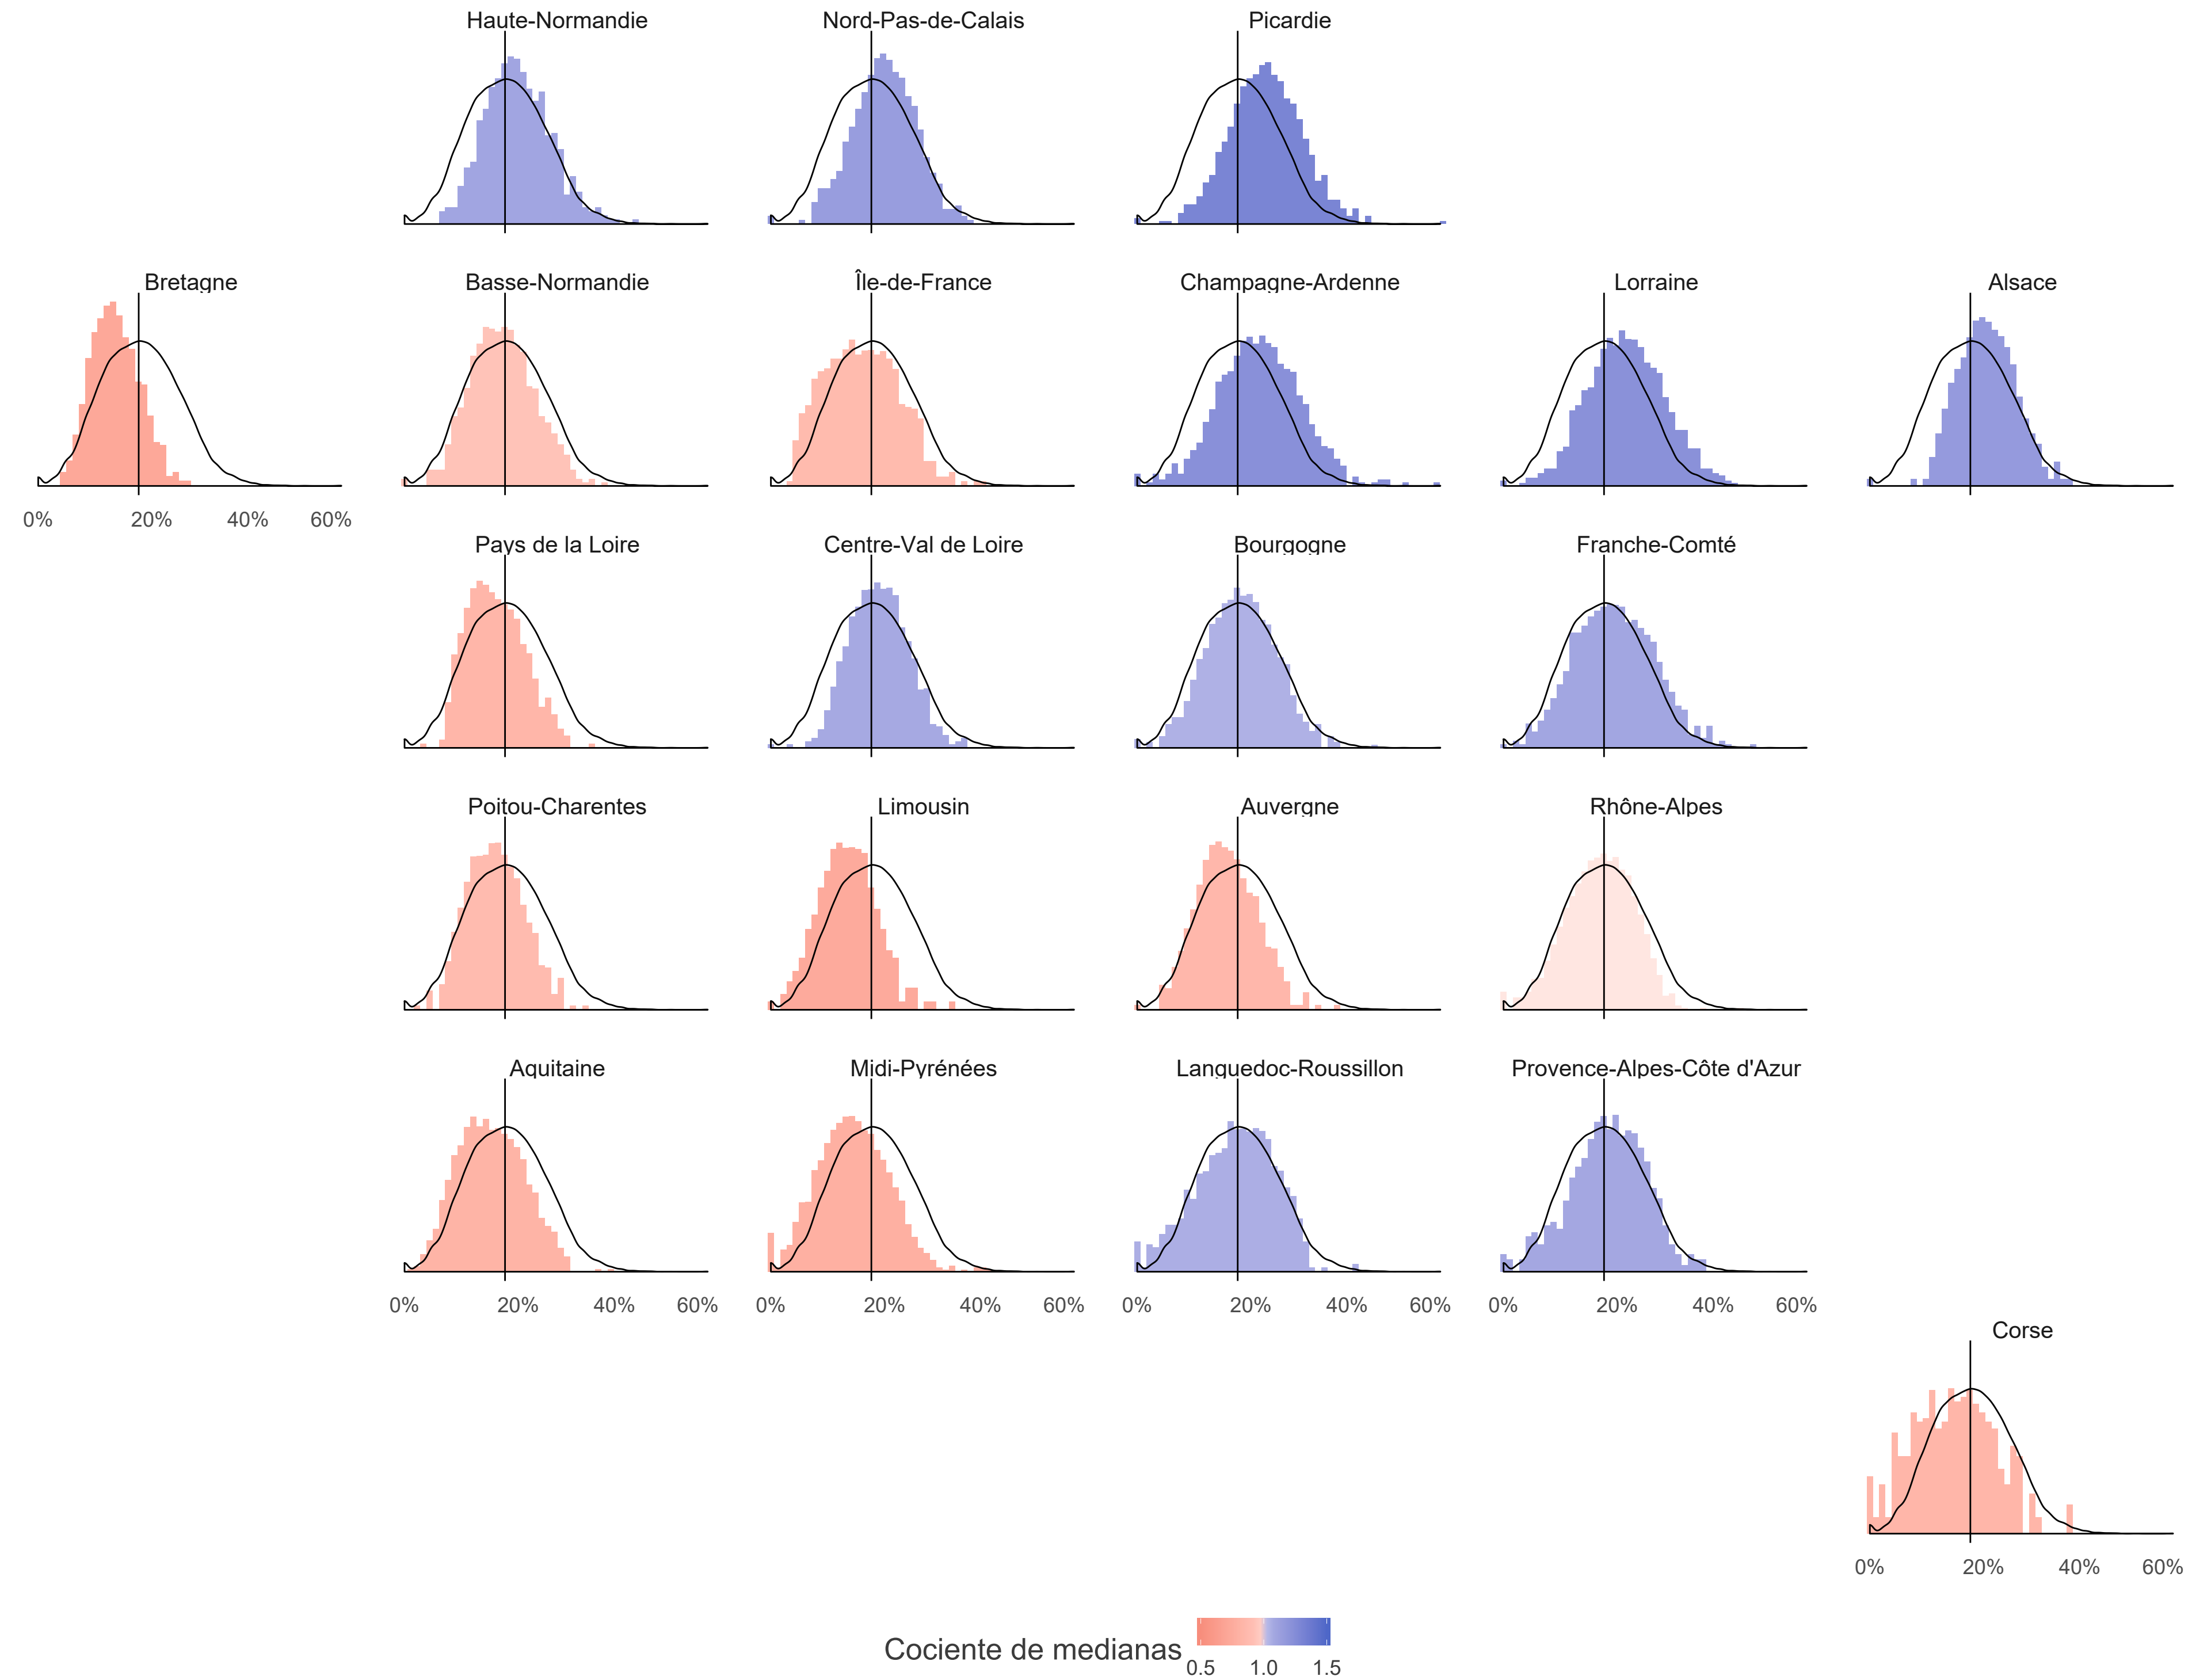 Haute-Normandie Nord-Pas-de-Calais Picardie
Bretagne Basse-Normandie Île-de-France Champagne-Ardenne Lorraine Alsace
0% 20% 40% 60%
Pays de la Loire Centre-Val de Loire Bourgogne Franche-Comté
Poitou-Charentes Limousin Auvergne Rhône-Alpes
Aquitaine Midi-Pyrénées Languedoc-Roussillon Provence-Alpes-Côte d'Azur
0% 20% 40% 60% 0% 20% 40% 60% 0% 20% 40% 60% 0% 20% 40% 60%
Corse
0% 20% 40% 60%
Cociente de medianas
0.5 1.0 1.5